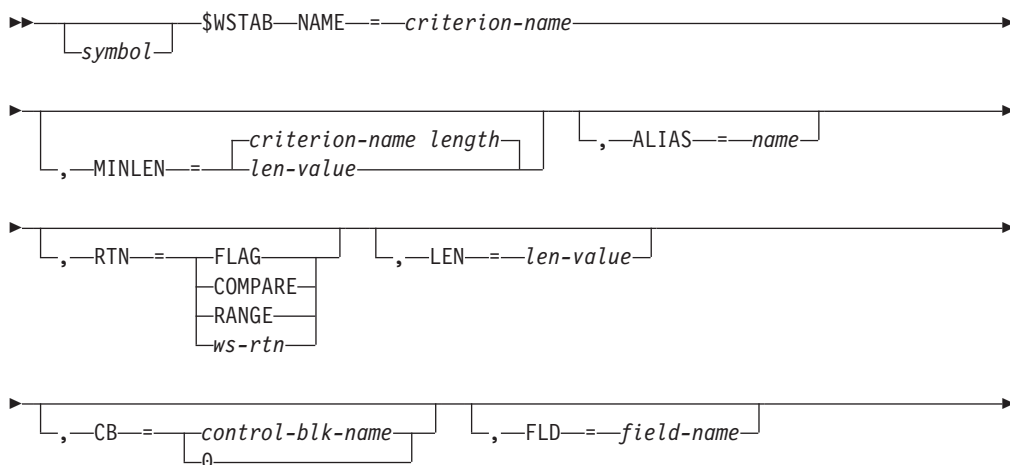 $WSTAB NAME = criterion-name
symbol
criterion-name length
, MINLEN = len-value
, ALIAS = name
, RTN = FLAG
COMPARE
RANGE
ws-rtn
, LEN = len-value
, CB = control-blk-name
0
, FLD = field-name